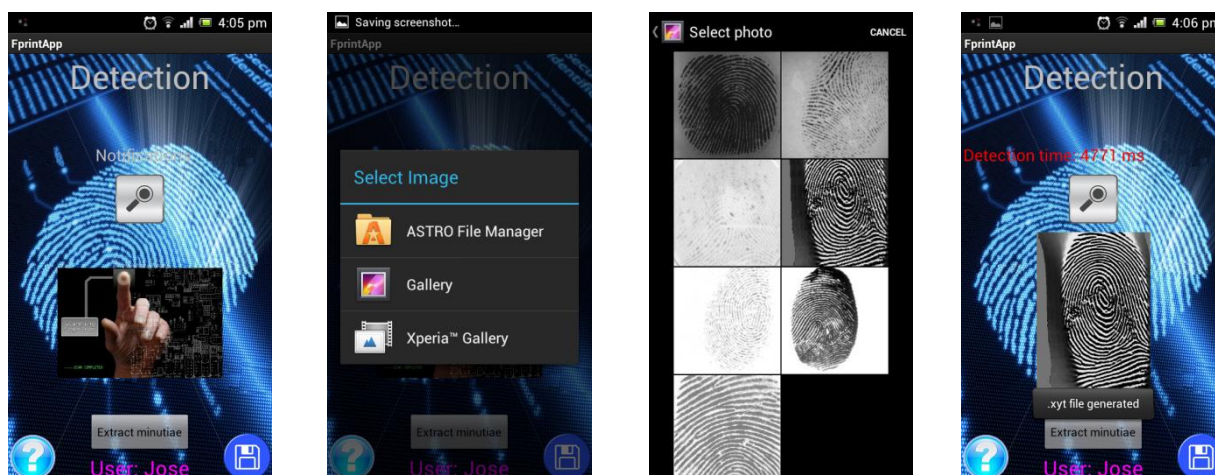 4:05 pm
FprintApp
Detection
Extract minutiae
User: Jose
Saving screenshot...
FprintApp
Detection
Select Image
ASTRO File Manager
Gallery
Xperia™ Gallery
Extract minutiae
User: Jose
Select photo
CANCEL
4:06 pm
FprintApp
Detection
Detection time: 4771 ms
.xyt file generated
Extract minutiae
User: Jose